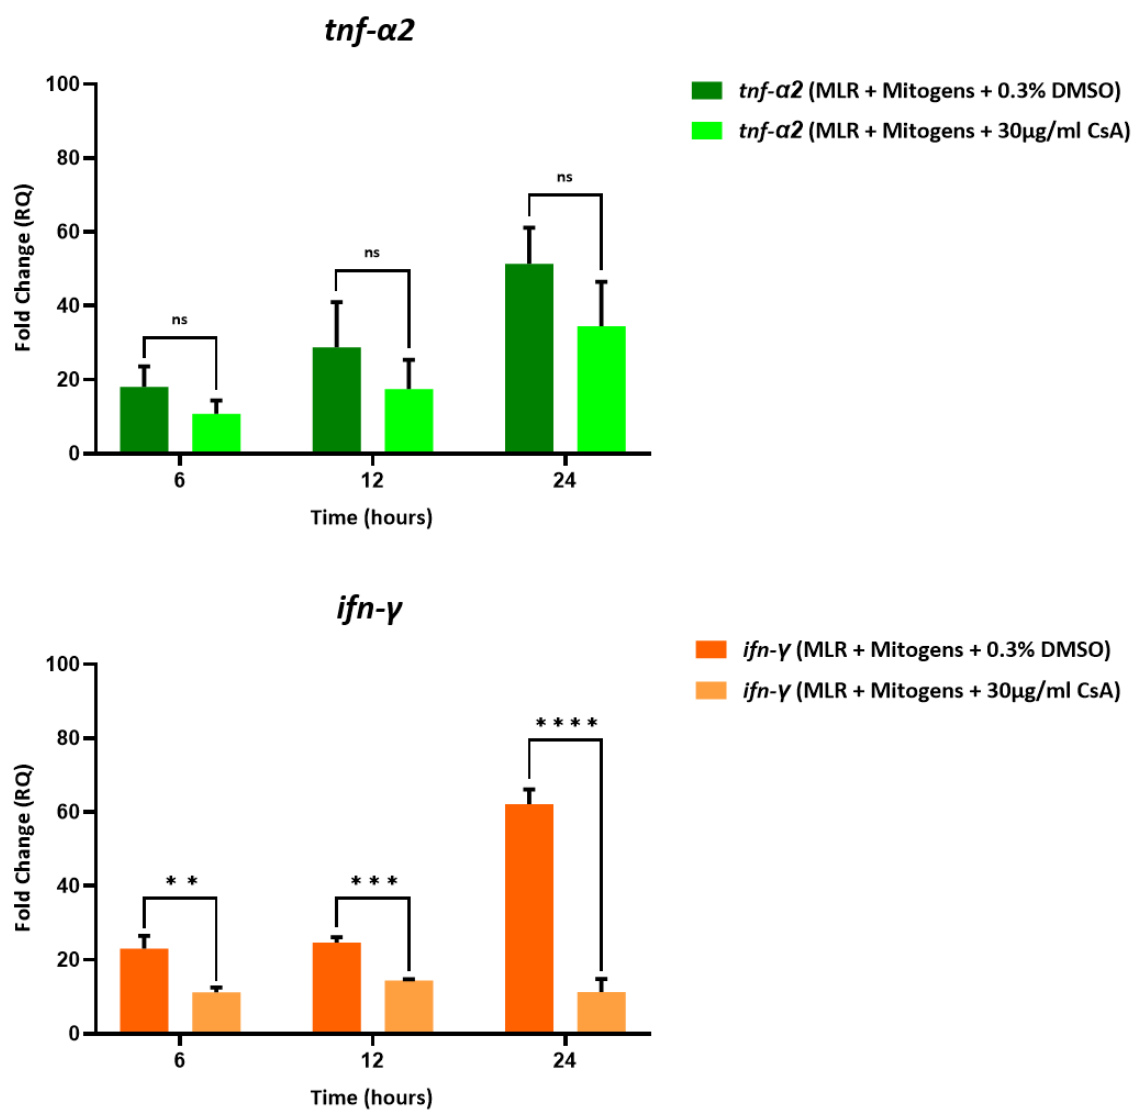 tnf-α2
100
80
60
40
20
0
Fold Change (RQ)
ns
ns
ns
6
12
24
Time (hours)
tnf-α2 (MLR + Mitogens + 0.3% DMSO)
tnf-α2 (MLR + Mitogens + 30µg/ml CsA)
ifn-γ
100
80
60
40
20
0
Fold Change (RQ)
* *
* * *
* * * *
6
12
24
Time (hours)
ifn-γ (MLR + Mitogens + 0.3% DMSO)
ifn-γ (MLR + Mitogens + 30µg/ml CsA)